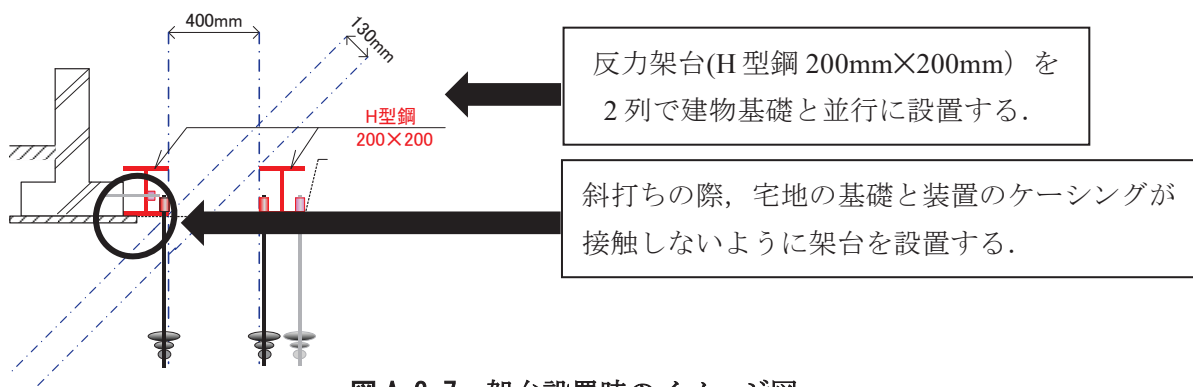 400mm
130mm
H型鋼
200×200
反力架台(H 型鋼 200mm×200mm）を
2 列で建物基礎と並行に設置する．
斜打ちの際，宅地の基礎と装置のケーシングが
接触しないように架台を設置する．